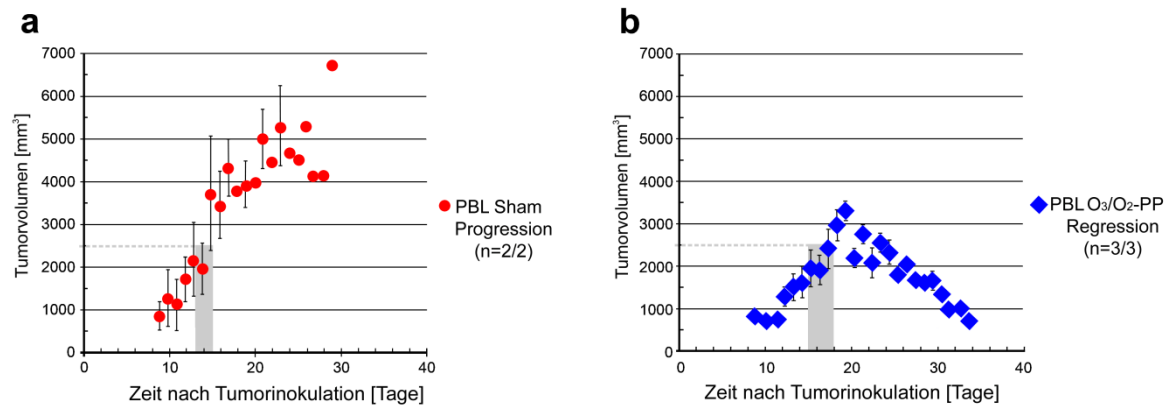 a
7000
6000
5000
4000
3000
2000
1000
0
Tumorvolumen [mm³]
0 10 20 30 40
Zeit nach Tumorinokulation [Tage]
PBL Sham
Progression
(n=2/2)
b
7000
6000
5000
4000
3000
2000
1000
0
Tumorvolumen [mm³]
0 10 20 30 40
Zeit nach Tumorinokulation [Tage]
PBL O₃/O₂-PP
Regression
(n=3/3)